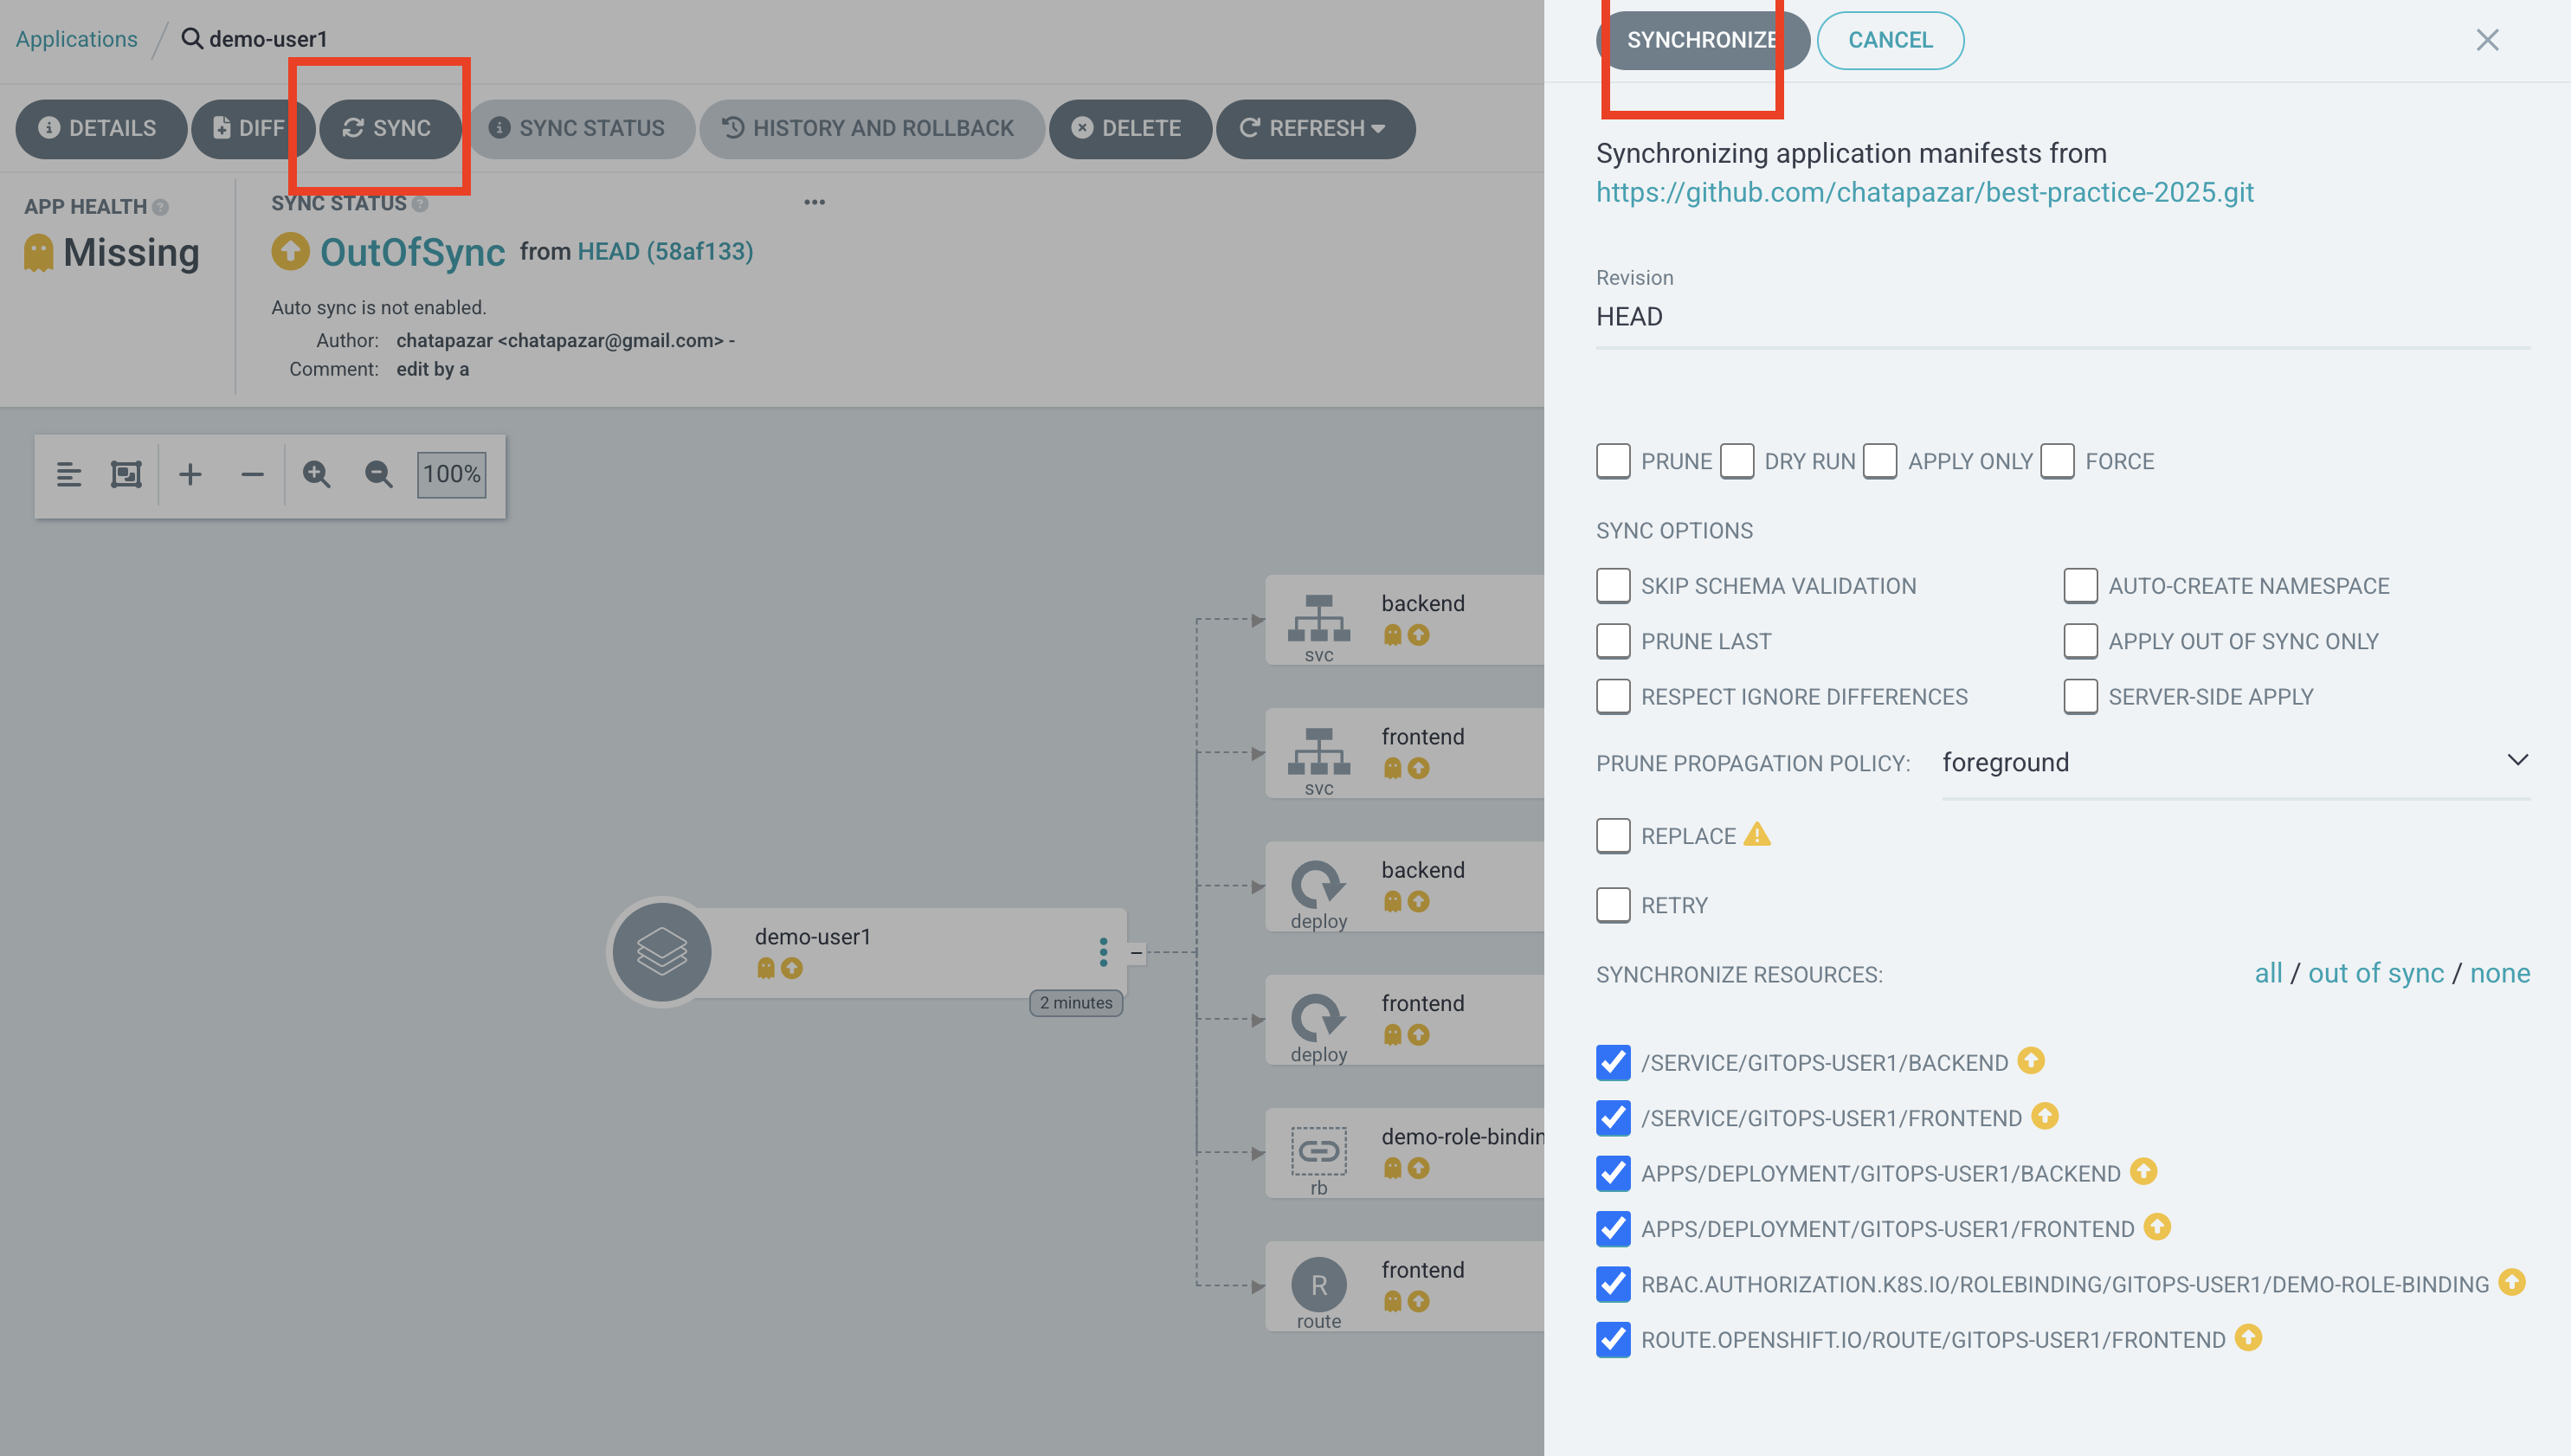 Applications / demo-user1
DETAILS DIFF SYNC SYNC STATUS HISTORY AND ROLLBACK DELETE REFRESH
APP HEALTH
Missing
SYNC STATUS
OutOfSync from HEAD (58af133)
Auto sync is not enabled.
Author: chatapazar <chatapazar@gmail.com> -
Comment: edit by a
100%
demo-user1
2 minutes
backend
svc
frontend
svc
backend
deploy
frontend
deploy
demo-role-bindin
rb
R
frontend
route
SYNCHRONIZE CANCEL
Synchronizing application manifests from
https://github.com/chatapazar/best-practice-2025.git
Revision
HEAD
PRUNE DRY RUN APPLY ONLY FORCE
SYNC OPTIONS
SKIP SCHEMA VALIDATION AUTO-CREATE NAMESPACE
PRUNE LAST APPLY OUT OF SYNC ONLY
RESPECT IGNORE DIFFERENCES SERVER-SIDE APPLY
PRUNE PROPAGATION POLICY: foreground
REPLACE
RETRY
SYNCHRONIZE RESOURCES: all / out of sync / none
/SERVICE/GITOPS-USER1/BACKEND
/SERVICE/GITOPS-USER1/FRONTEND
APPS/DEPLOYMENT/GITOPS-USER1/BACKEND
APPS/DEPLOYMENT/GITOPS-USER1/FRONTEND
RBAC.AUTHORIZATION.K8S.IO/ROLEBINDING/GITOPS-USER1/DEMO-ROLE-BINDING
ROUTE.OPENSHIFT.IO/ROUTE/GITOPS-USER1/FRONTEND